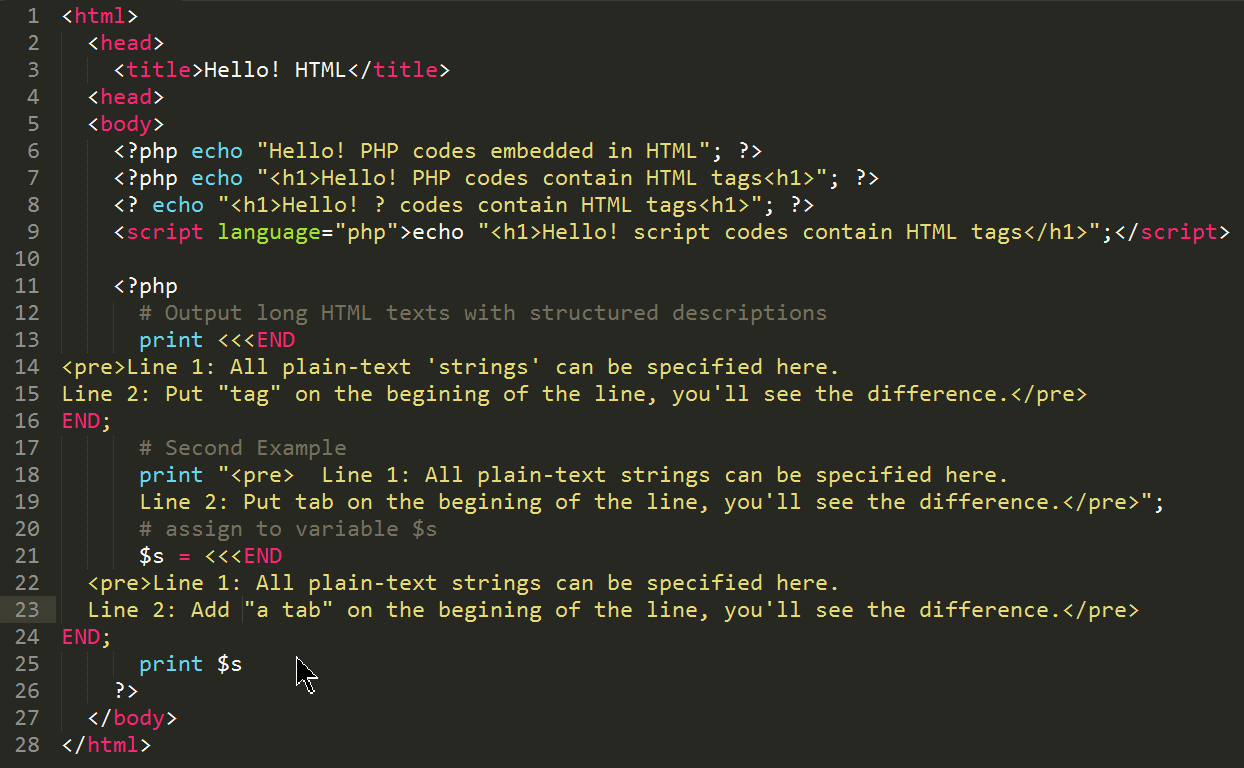 1 <html>
2   <head>
3     <title>Hello! HTML</title>
4   <head>
5   <body>
6     <?php echo "Hello! PHP codes embedded in HTML"; ?>
7     <?php echo "<h1>Hello! PHP codes contain HTML tags<h1>"; ?>
8     <? echo "<h1>Hello! ? codes contain HTML tags<h1>"; ?>
9     <script language="php">echo "<h1>Hello! script codes contain HTML tags</h1>";</script>
10
11     <?php
12       # Output long HTML texts with structured descriptions
13       print <<<END
14 <pre>Line 1: All plain-text 'strings' can be specified here.
15 Line 2: Put "tag" on the begining of the line, you'll see the difference.</pre>
16 END;
17       # Second Example
18       print "<pre>  Line 1: All plain-text strings can be specified here.
19       Line 2: Put tab on the begining of the line, you'll see the difference.</pre>";
20       # assign to variable $s
21       $s = <<<END
22   <pre>Line 1: All plain-text strings can be specified here.
23   Line 2: Add "a tab" on the begining of the line, you'll see the difference.</pre>
24 END;
25       print $s
26     ?>
27   </body>
28 </html>